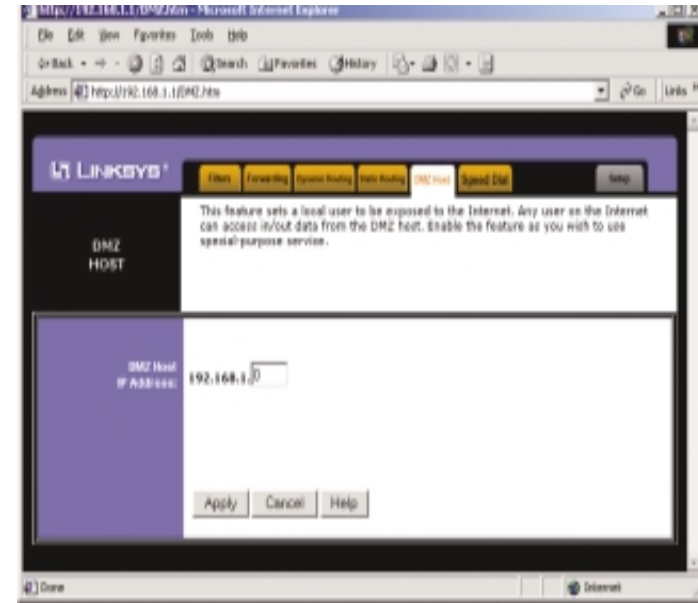 http://192.168.1.1/DMZ.htm - Microsoft Internet Explorer
File Edit View Favorites Tools Help
Back Search Favorites History
Address http://192.168.1.1/DMZ.htm Go Links
LINKSYS®
Filters Forwarding Dynamic Routing Static Routing DMZ Host Speed Dial Setup
DMZ
HOST
This feature sets a local user to be exposed to the Internet. Any user on the Internet
can access in/out data from the DMZ host. Enable the feature as you wish to use
special-purpose service.
DMZ Host
IP Address:
192.168.1.0
Apply Cancel Help
Done Internet